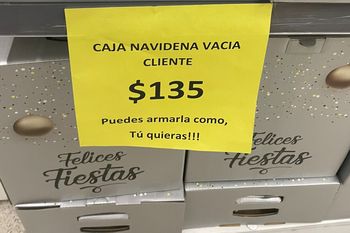 CAJA NAVIDENA VACIA
CLIENTE
$135
Puedes armarla como,
Tú quieras!!!
Felices
Fiestas
Felices
Fiestas